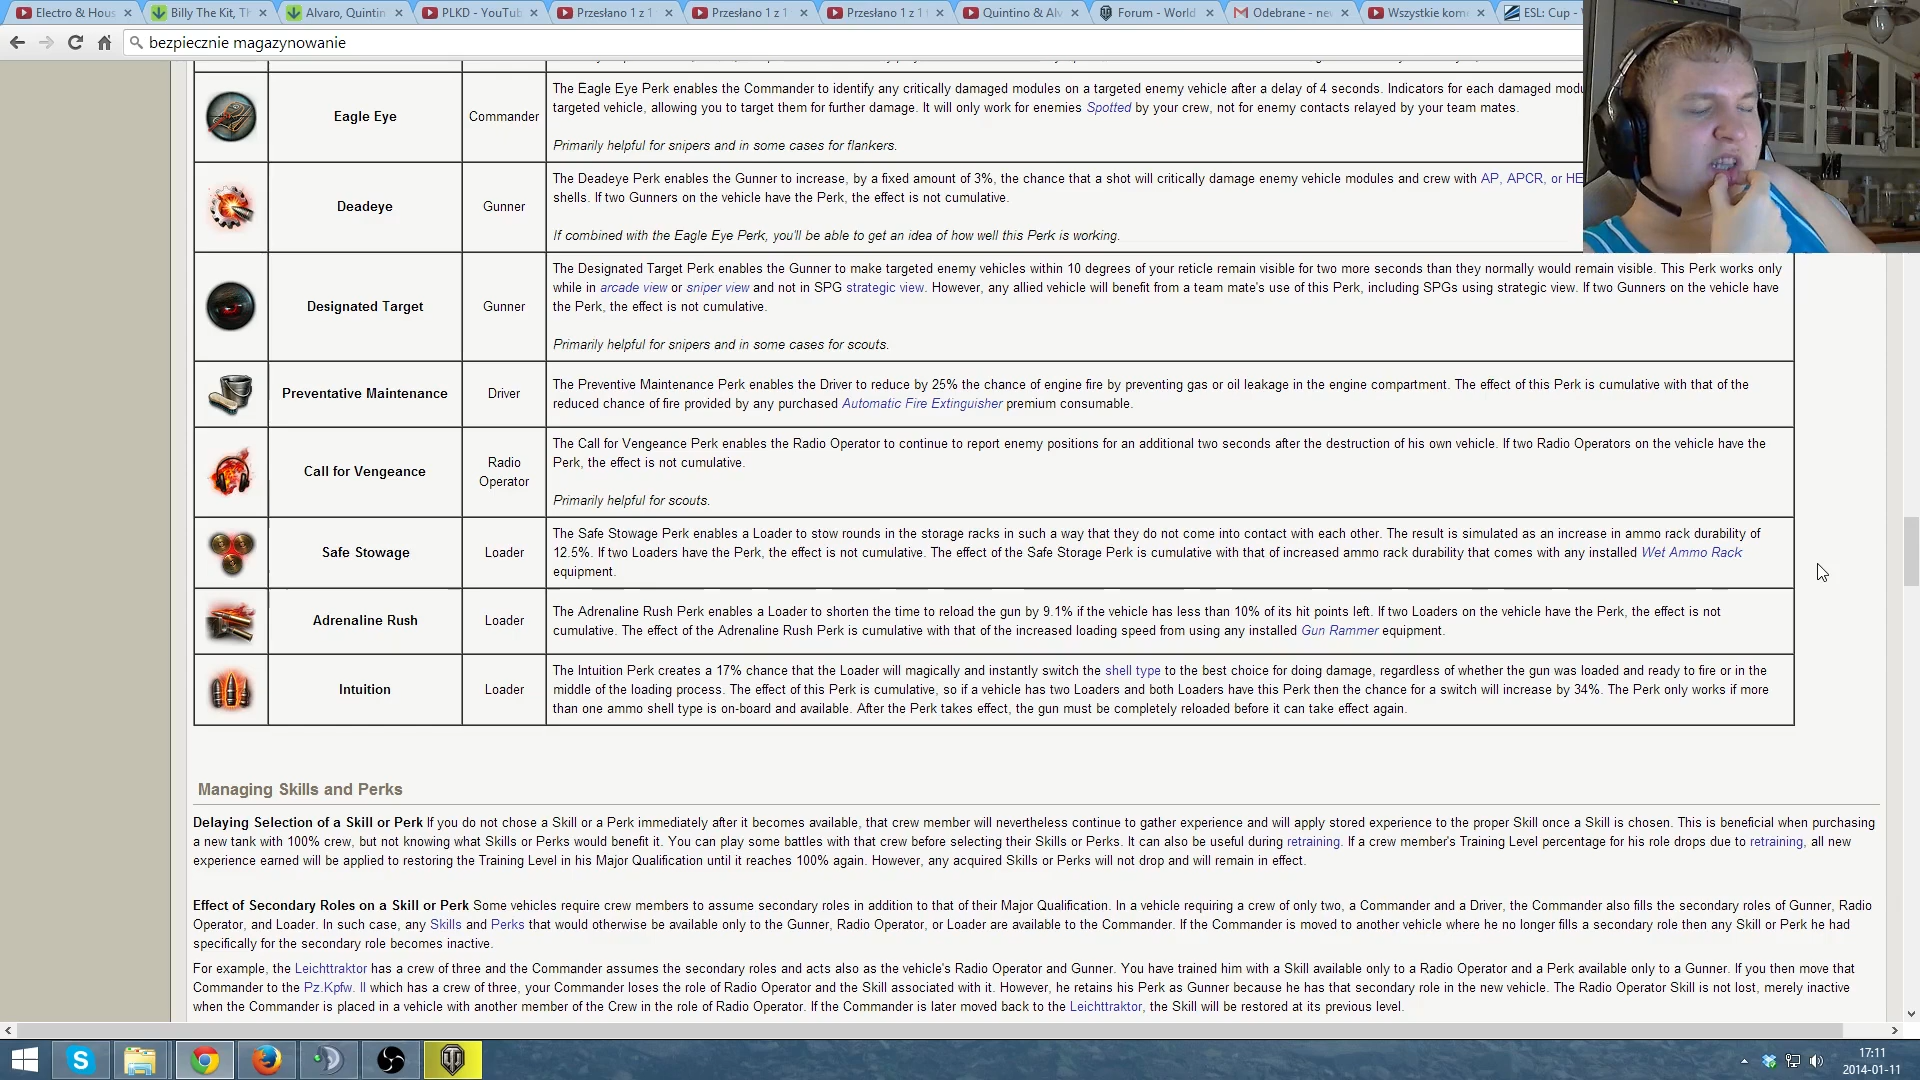 Electro & Hous
Billy The Kit, Th
Alvaro, Quintin
PLKD - YouTub
Przesłano 1 z 1
Przesłano 1 z 1
Przesłano 1 z 1
Quintino & Alv
Forum - World
Odebrane - ne
Wszystkie kom
ESL: Cup -
bezpiecznie magazynowanie
Eagle Eye
Commander
The Eagle Eye Perk enables the Commander to identify any critically damaged modules on a targeted enemy vehicle after a delay of 4 seconds. Indicators for each damaged modu
targeted vehicle, allowing you to target them for further damage. It will only work for enemies Spotted by your crew, not for enemy contacts relayed by your team mates.
Primarily helpful for snipers and in some cases for flankers.
Deadeye
Gunner
The Deadeye Perk enables the Gunner to increase, by a fixed amount of 3%, the chance that a shot will critically damage enemy vehicle modules and crew with AP, APCR, or HE
shells. If two Gunners on the vehicle have the Perk, the effect is not cumulative.
If combined with the Eagle Eye Perk, you'll be able to get an idea of how well this Perk is working.
Designated Target
Gunner
The Designated Target Perk enables the Gunner to make targeted enemy vehicles within 10 degrees of your reticle remain visible for two more seconds than they normally would remain visible. This Perk works only
while in arcade view or sniper view and not in SPG strategic view. However, any allied vehicle will benefit from a team mate's use of this Perk, including SPGs using strategic view. If two Gunners on the vehicle have
the Perk, the effect is not cumulative.
Primarily helpful for snipers and in some cases for scouts.
Preventative Maintenance
Driver
The Preventive Maintenance Perk enables the Driver to reduce by 25% the chance of engine fire by preventing gas or oil leakage in the engine compartment. The effect of this Perk is cumulative with that of the
reduced chance of fire provided by any purchased Automatic Fire Extinguisher premium consumable.
Call for Vengeance
Radio
Operator
The Call for Vengeance Perk enables the Radio Operator to continue to report enemy positions for an additional two seconds after the destruction of his own vehicle. If two Radio Operators on the vehicle have the
Perk, the effect is not cumulative.
Primarily helpful for scouts.
Safe Stowage
Loader
The Safe Stowage Perk enables a Loader to stow rounds in the storage racks in such a way that they do not come into contact with each other. The result is simulated as an increase in ammo rack durability of
12.5%. If two Loaders have the Perk, the effect is not cumulative. The effect of the Safe Storage Perk is cumulative with that of increased ammo rack durability that comes with any installed Wet Ammo Rack
equipment.
Adrenaline Rush
Loader
The Adrenaline Rush Perk enables a Loader to shorten the time to reload the gun by 9.1% if the vehicle has less than 10% of its hit points left. If two Loaders on the vehicle have the Perk, the effect is not
cumulative. The effect of the Adrenaline Rush Perk is cumulative with that of the increased loading speed from using any installed Gun Rammer equipment.
Intuition
Loader
The Intuition Perk creates a 17% chance that the Loader will magically and instantly switch the shell type to the best choice for doing damage, regardless of whether the gun was loaded and ready to fire or in the
middle of the loading process. The effect of this Perk is cumulative, so if a vehicle has two Loaders and both Loaders have this Perk then the chance for a switch will increase by 34%. The Perk only works if more
than one ammo shell type is on-board and available. After the Perk takes effect, the gun must be completely reloaded before it can take effect again.
Managing Skills and Perks
Delaying Selection of a Skill or Perk If you do not chose a Skill or a Perk immediately after it becomes available, that crew member will nevertheless continue to gather experience and will apply stored experience to the proper Skill once a Skill is chosen. This is beneficial when purchasing
a new tank with 100% crew, but not knowing what Skills or Perks would benefit it. You can play some battles with that crew before selecting their Skills or Perks. It can also be useful during retraining. If a crew member's Training Level percentage for his role drops due to retraining, all new
experience earned will be applied to restoring the Training Level in his Major Qualification until it reaches 100% again. However, any acquired Skills or Perks will not drop and will remain in effect.
Effect of Secondary Roles on a Skill or Perk Some vehicles require crew members to assume secondary roles in addition to that of their Major Qualification. In a vehicle requiring a crew of only two, a Commander and a Driver, the Commander also fills the secondary roles of Gunner, Radio
Operator, and Loader. In such case, any Skills and Perks that would otherwise be available only to the Gunner, Radio Operator, or Loader are available to the Commander. If the Commander is moved to another vehicle where he no longer fills a secondary role then any Skill or Perk he had
specifically for the secondary role becomes inactive.
For example, the Leichttraktor has a crew of three and the Commander assumes the secondary roles and acts also as the vehicle's Radio Operator and Gunner. You have trained him with a Skill available only to a Radio Operator and a Perk available only to a Gunner. If you then move that
Commander to the Pz.Kpfw. II which has a crew of three, your Commander loses the role of Radio Operator and the Skill associated with it. However, he retains his Perk as Gunner because he has that secondary role in the new vehicle. The Radio Operator Skill is not lost, merely inactive
when the Commander is placed in a vehicle with another member of the Crew in the role of Radio Operator. If the Commander is later moved back to the Leichttraktor, the Skill will be restored at its previous level.
17:11
2014-01-11